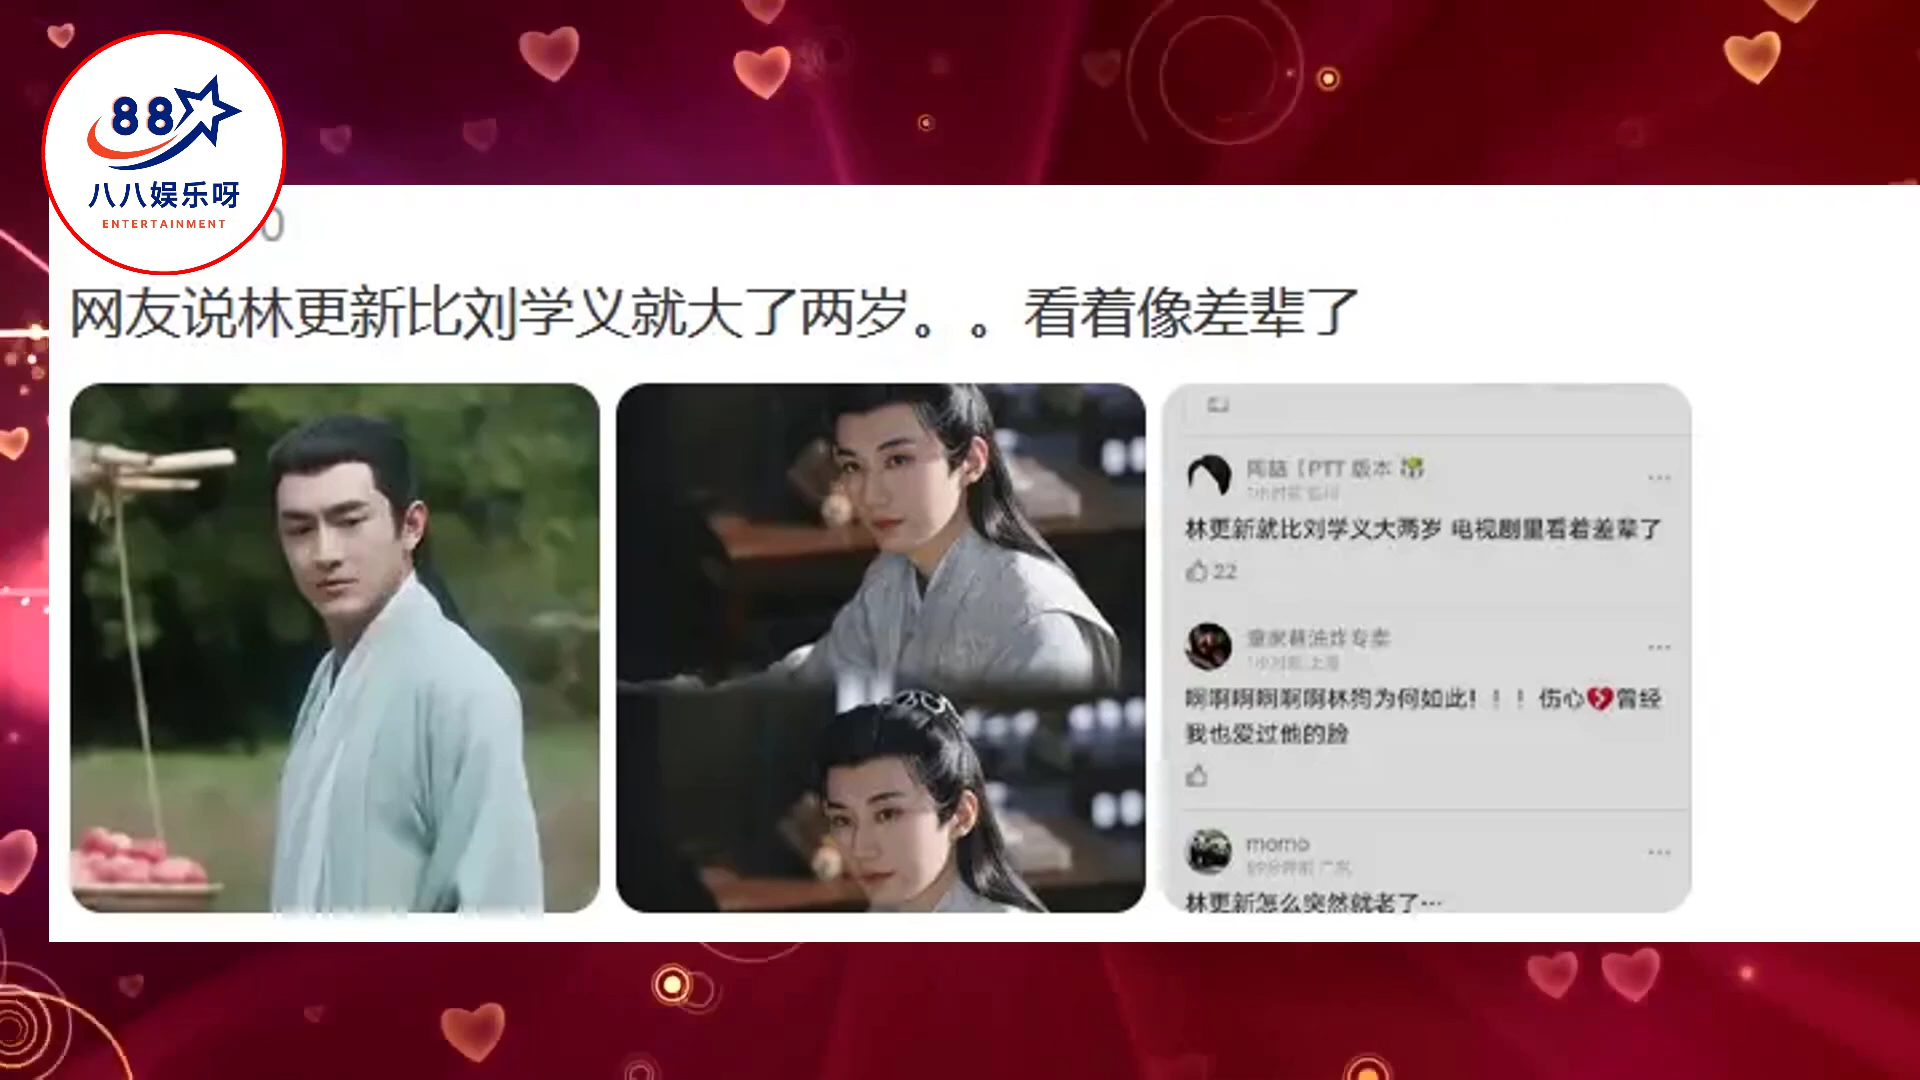 88
八八娱乐呀
ENTERTAINMENT
0
网友说林更新比刘学义就大了两岁。。看着像差辈了
林更新就比刘学义大两岁 电视剧里看着差辈了
22
啊啊啊啊啊啊林狗为何如此！！！伤心💔曾经
我也爱过他的脸
momo
林更新怎么突然就老了…